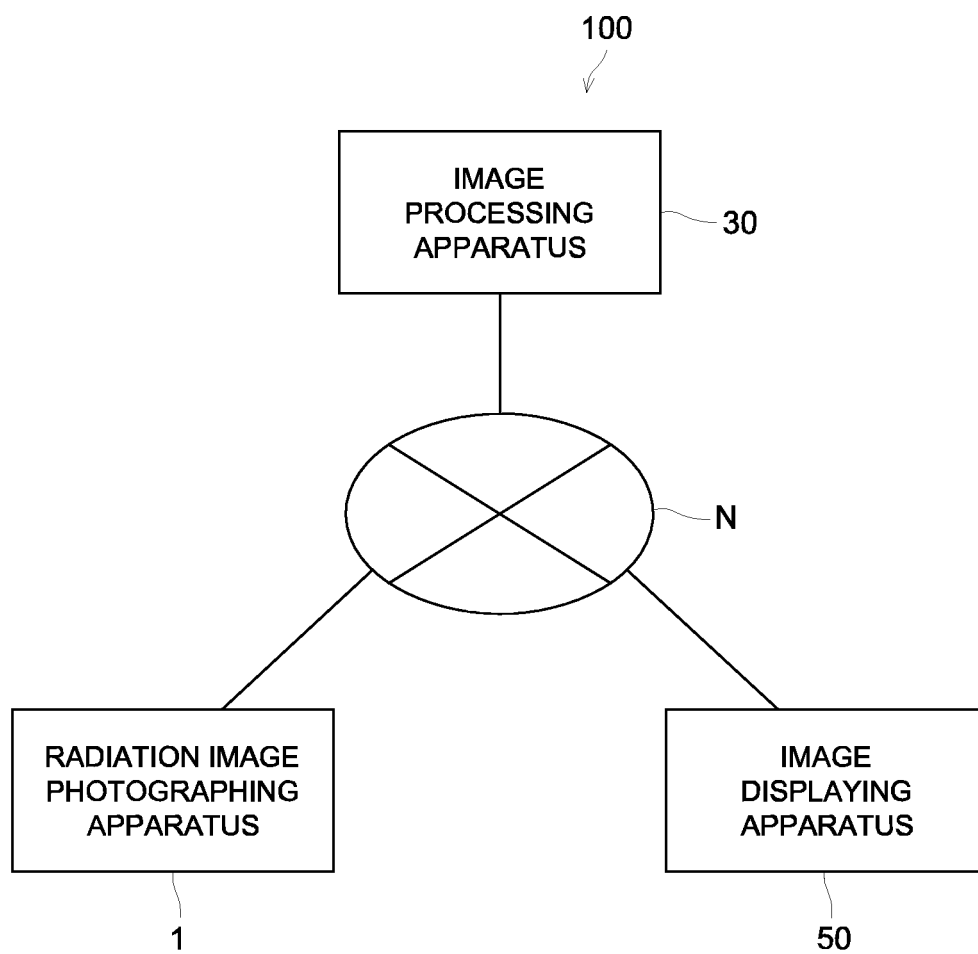 100
IMAGE
PROCESSING
APPARATUS
30
N
RADIATION IMAGE
PHOTOGRAPHING
APPARATUS
IMAGE
DISPLAYING
APPARATUS
1
50